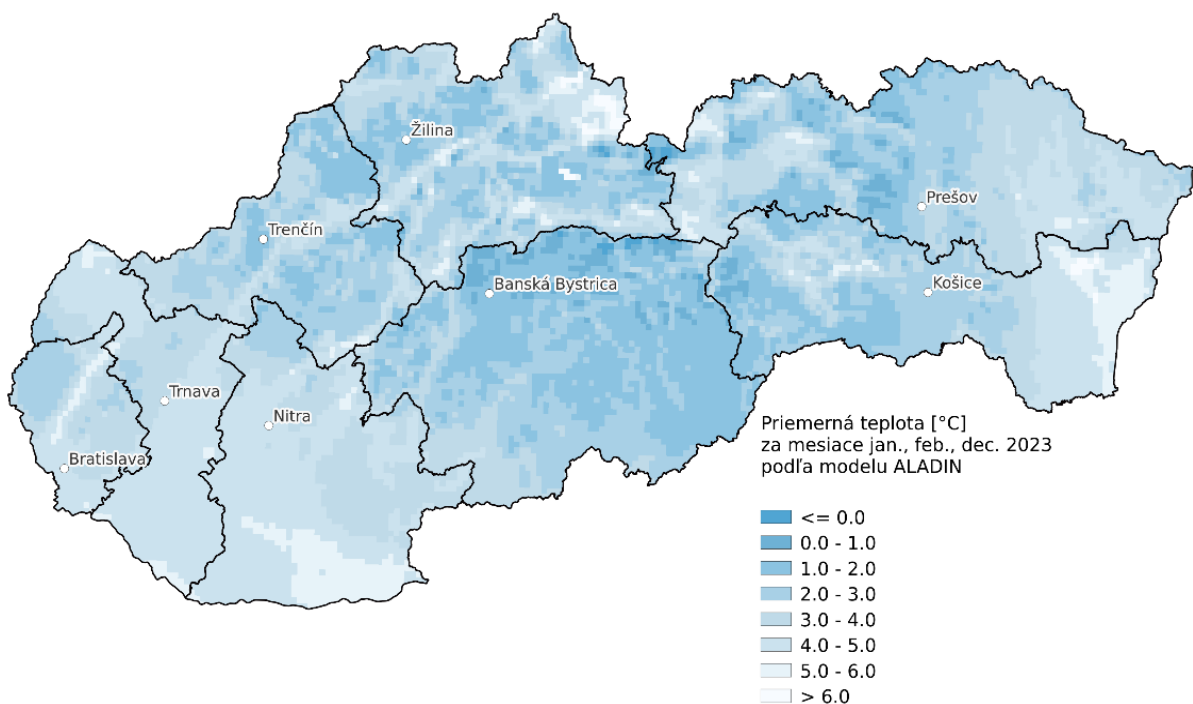 Žilina
Prešov
Trenčín
Banská Bystrica
Košice
Trnava
Nitra
Bratislava
Priemerná teplota [°C]
za mesiace jan., feb., dec. 2023
podľa modelu ALADIN
<= 0.0
0.0 - 1.0
1.0 - 2.0
2.0 - 3.0
3.0 - 4.0
4.0 - 5.0
5.0 - 6.0
> 6.0